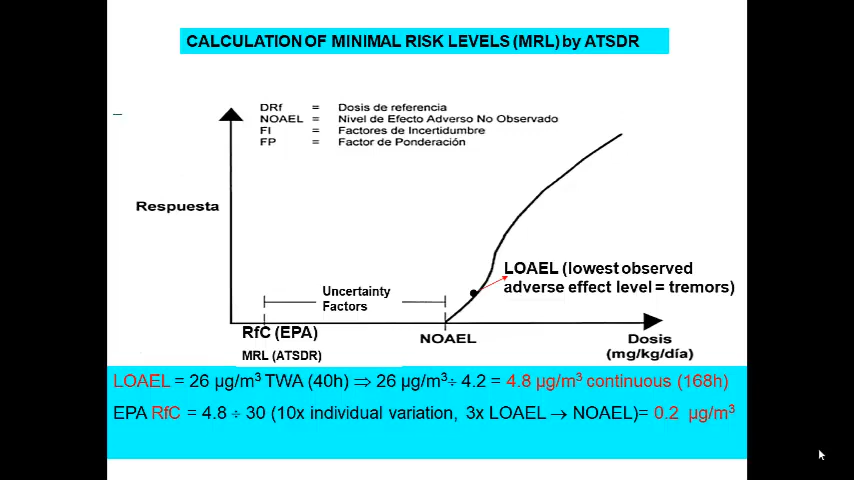 CALCULATION OF MINIMAL RISK LEVELS (MRL) by ATSDR
DRf = Dosis de referencia
NOAEL = Nivel de Efecto Adverso No Observado
FI = Factores de Incertidumbre
FP = Factor de Ponderación
Respuesta
LOAEL (lowest observed
adverse effect level = tremors)
Uncertainty
Factors
RfC (EPA)
MRL (ATSDR)
NOAEL
Dosis
(mg/kg/día)
LOAEL = 26 µg/m³ TWA (40h) ⇒ 26 µg/m³÷ 4.2 = 4.8 µg/m³ continuous (168h)
EPA RfC = 4.8 ÷ 30 (10x individual variation, 3x LOAEL → NOAEL)= 0.2 µg/m³